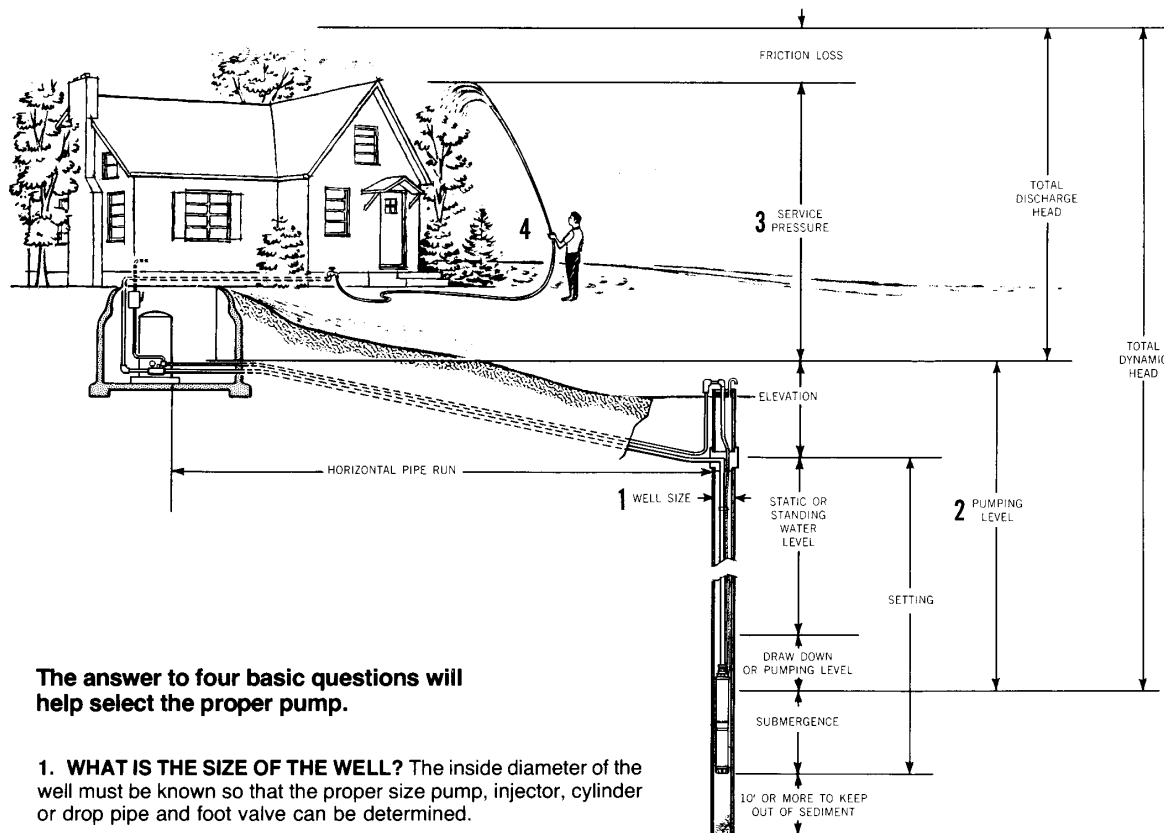 FRICTION LOSS
TOTAL
DISCHARGE
HEAD
3 SERVICE
PRESSURE
4
TOTAL
DYNAMIC
HEAD
ELEVATION
HORIZONTAL PIPE RUN
1 WELL SIZE
STATIC OR
STANDING
WATER
LEVEL
2 PUMPING
LEVEL
SETTING
DRAW DOWN
OR PUMPING LEVEL
SUBMERGENCE
10' OR MORE TO KEEP
OUT OF SEDIMENT
The answer to four basic questions will
help select the proper pump.
1. WHAT IS THE SIZE OF THE WELL? The inside diameter of the
well must be known so that the proper size pump, injector, cylinder
or drop pipe and foot valve can be determined.